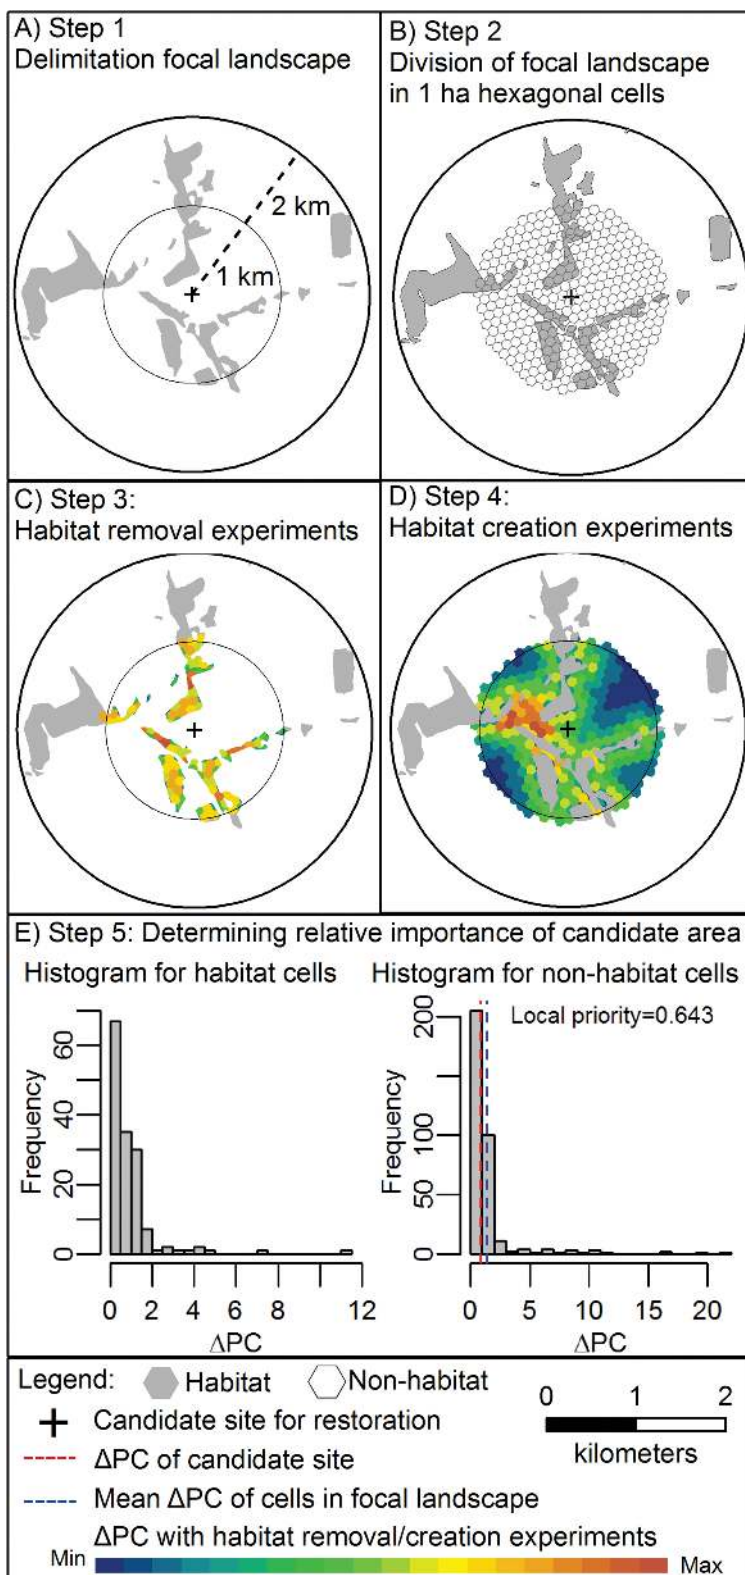 A) Step 1
Delimitation focal landscape
2 km
1 km
B) Step 2
Division of focal landscape
in 1 ha hexagonal cells
C) Step 3:
Habitat removal experiments
D) Step 4:
Habitat creation experiments
E) Step 5: Determining relative importance of candidate area
Histogram for habitat cells
Frequency
0 20 40 60
0 2 4 6 8 12
ΔPC
Histogram for non-habitat cells
Local priority=0.643
Frequency
0 50 100 200
0 5 10 15 20
ΔPC
Legend: Habitat Non-habitat
Candidate site for restoration
ΔPC of candidate site
Mean ΔPC of cells in focal landscape
0 1 2
kilometers
ΔPC with habitat removal/creation experiments
Min Max